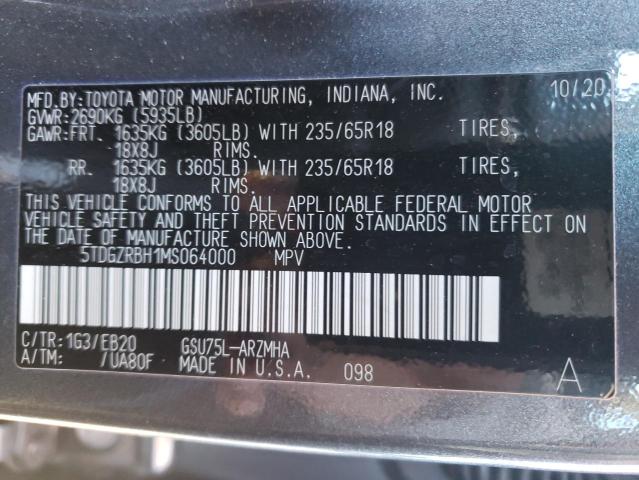 MFD.BY:TOYOTA MOTOR MANUFACTURING, INDIANA, INC. 10/20
GVWR:2690KG (5935LB)
GAWR:FRT. 1635KG (3605LB) WITH 235/65R18 TIRES,
18X8J RIMS.
RR. 1635KG (3605LB) WITH 235/65R18 TIRES,
18X8J RIMS.
THIS VEHICLE CONFORMS TO ALL APPLICABLE FEDERAL MOTOR
VEHICLE SAFETY AND THEFT PREVENTION STANDARDS IN EFFECT ON
THE DATE OF MANUFACTURE SHOWN ABOVE.
5TDGZRBH1MS064000 MPV
C/TR:1G3/EB20 GSU75L-ARZMHA
A/TM: /UA80F MADE IN U.S.A. 098 A